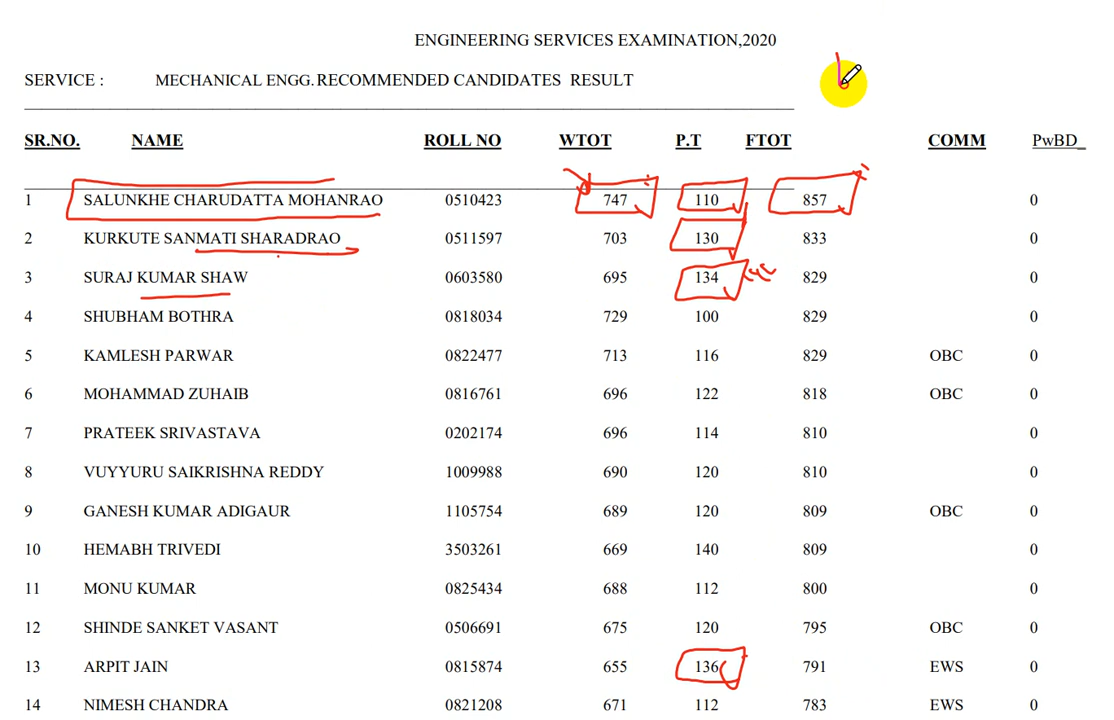 ENGINEERING SERVICES EXAMINATION,2020
SERVICE : MECHANICAL ENGG.RECOMMENDED CANDIDATES RESULT
SR.NO. NAME ROLL NO WTOT P.T FTOT COMM PwBD_
1 SALUNKHE CHARUDATTA MOHANRAO 0510423 747 110 857 0
2 KURKUTE SANMATI SHARADRAO 0511597 703 130 833 0
3 SURAJ KUMAR SHAW 0603580 695 134 829 0
4 SHUBHAM BOTHRA 0818034 729 100 829 0
5 KAMLESH PARWAR 0822477 713 116 829 OBC 0
6 MOHAMMAD ZUHAIB 0816761 696 122 818 OBC 0
7 PRATEEK SRIVASTAVA 0202174 696 114 810 0
8 VUYYURU SAIKRISHNA REDDY 1009988 690 120 810 0
9 GANESH KUMAR ADIGAUR 1105754 689 120 809 OBC 0
10 HEMABH TRIVEDI 3503261 669 140 809 0
11 MONU KUMAR 0825434 688 112 800 0
12 SHINDE SANKET VASANT 0506691 675 120 795 OBC 0
13 ARPIT JAIN 0815874 655 136 791 EWS 0
14 NIMESH CHANDRA 0821208 671 112 783 EWS 0